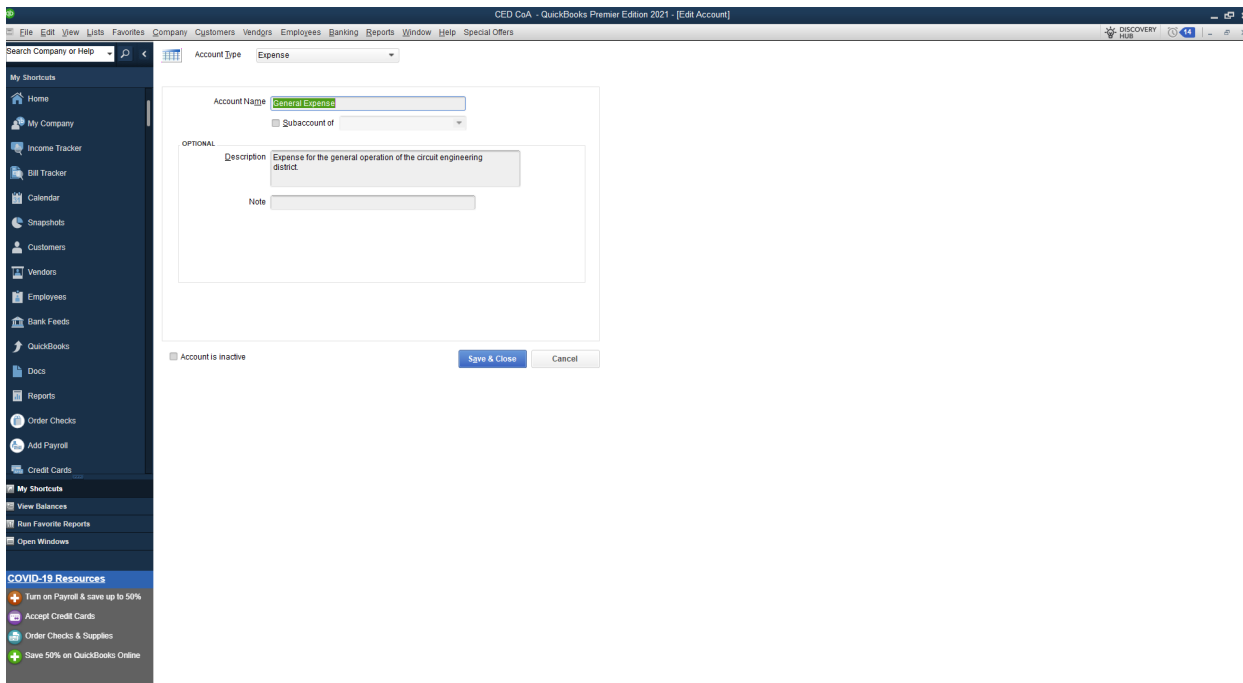 CED CoA - QuickBooks Premier Edition 2021 - [Edit Account]
File Edit View Lists Favorites Company Customers Vendors Employees Banking Reports Window Help Special Offers
DISCOVERY HUB 14
Search Company or Help
Account Type Expense
My Shortcuts
Home
My Company
Income Tracker
Bill Tracker
Calendar
Snapshots
Customers
Vendors
Employees
Bank Feeds
QuickBooks
Docs
Reports
Order Checks
Add Payroll
Credit Cards
My Shortcuts
View Balances
Run Favorite Reports
Open Windows
COVID-19 Resources
Turn on Payroll & save up to 50%
Accept Credit Cards
Order Checks & Supplies
Save 50% on QuickBooks Online
Account Name General Expense
Subaccount of
OPTIONAL
Description Expense for the general operation of the circuit engineering
district.
Note
Account is inactive
Save & Close Cancel